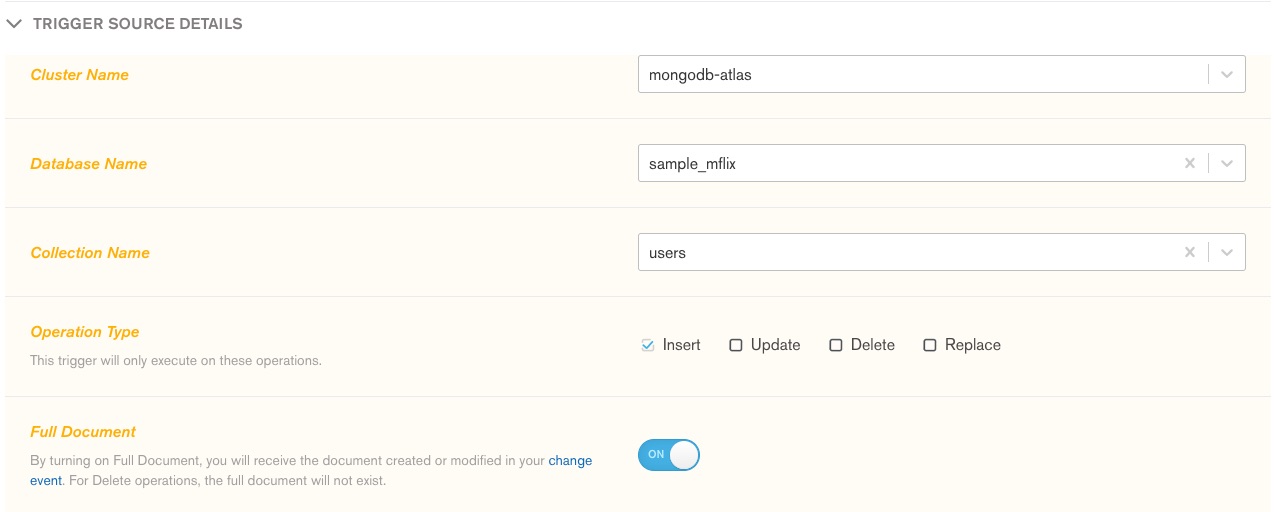 TRIGGER SOURCE DETAILS
Cluster Name
mongodb-atlas
Database Name
sample_mflix
Collection Name
users
Operation Type
This trigger will only execute on these operations.
Insert Update Delete Replace
Full Document
By turning on Full Document, you will receive the document created or modified in your change
event. For Delete operations, the full document will not exist.
ON